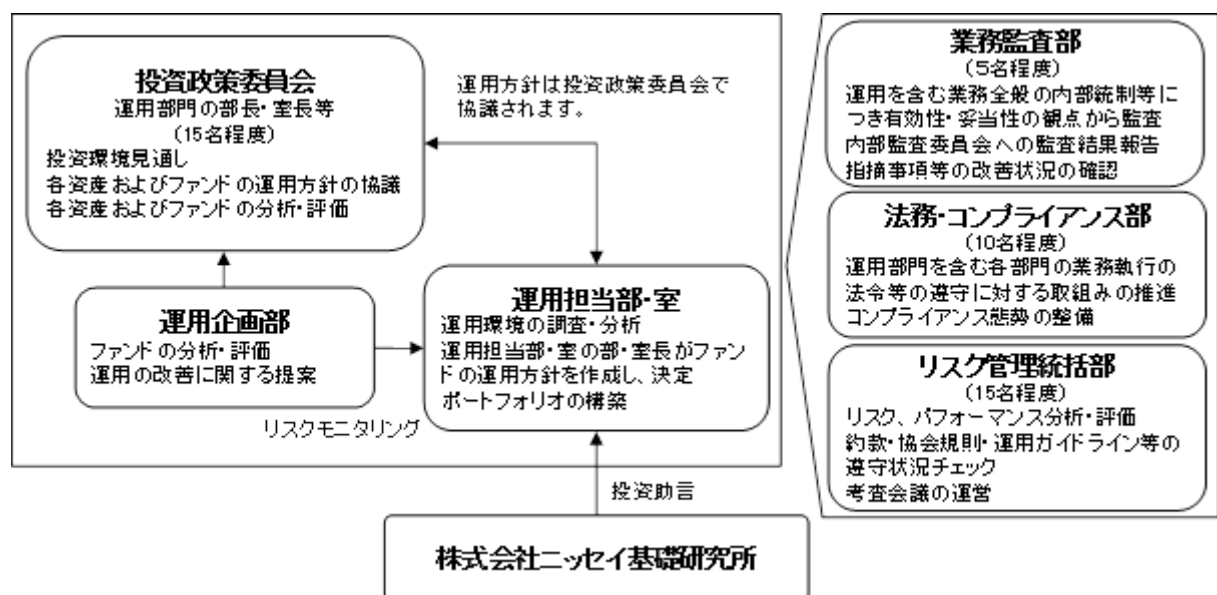 投資政策委員会
運用部門の部長・室長等
(15名程度)
投資環境見通し
各資産およびファンドの運用方針の協議
各資産およびファンドの分析・評価
運用方針は投資政策委員会で
協議されます。
運用企画部
ファンドの分析・評価
運用の改善に関する提案
リスクモニタリング
運用担当部・室
運用環境の調査・分析
運用担当部・室の部・室長がファン
ドの運用方針を作成し、決定
ポートフォリオの構築
投資助言
株式会社ニッセイ基礎研究所
業務監査部
(5名程度)
運用を含む業務全般の内部統制等に
つき有効性・妥当性の観点から監査
内部監査委員会への監査結果報告
指摘事項等の改善状況の確認
法務・コンプライアンス部
(10名程度)
運用部門を含む各部門の業務執行の
法令等の遵守に対する取組みの推進
コンプライアンス態勢の整備
リスク管理統括部
(15名程度)
リスク、パフォーマンス分析・評価
約款・協会規則・運用ガイドライン等の
遵守状況チェック
考査会議の運営